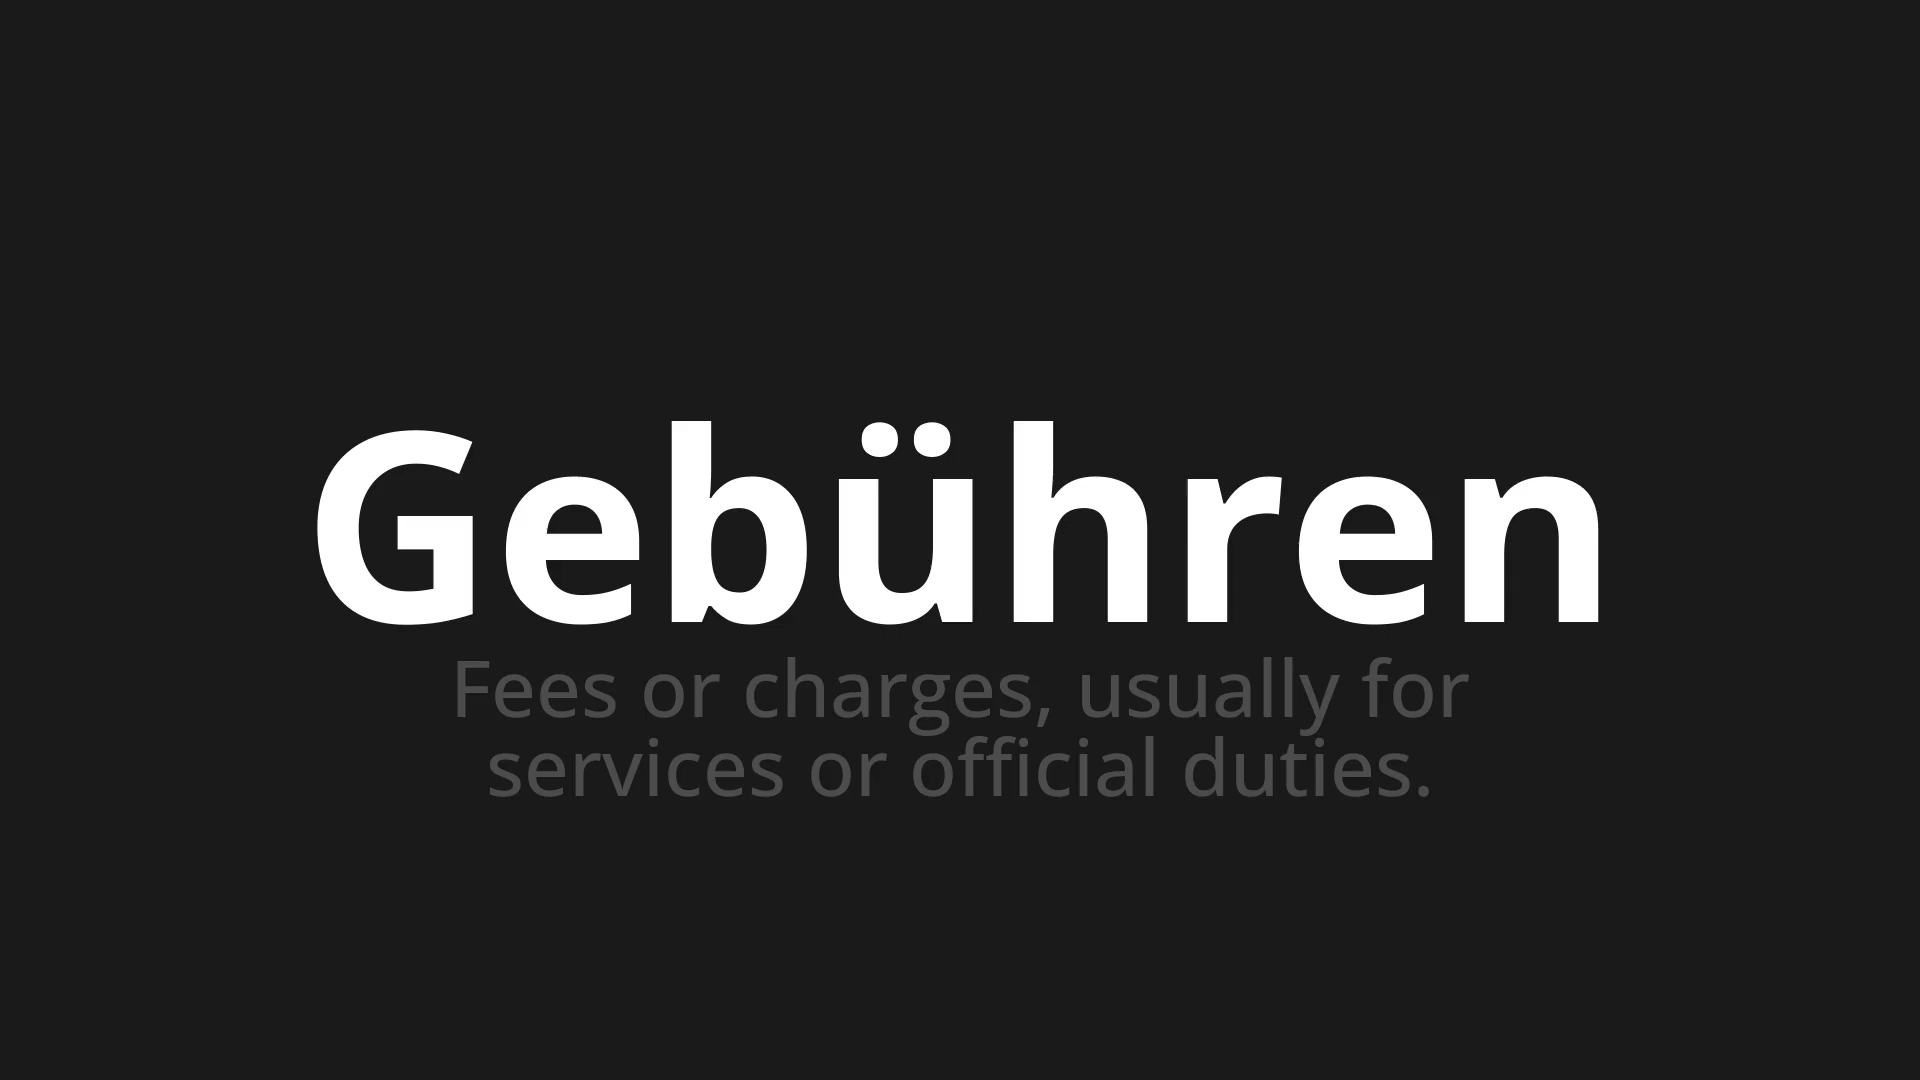 Gebühren
Fees or charges, usually for
services or official duties.